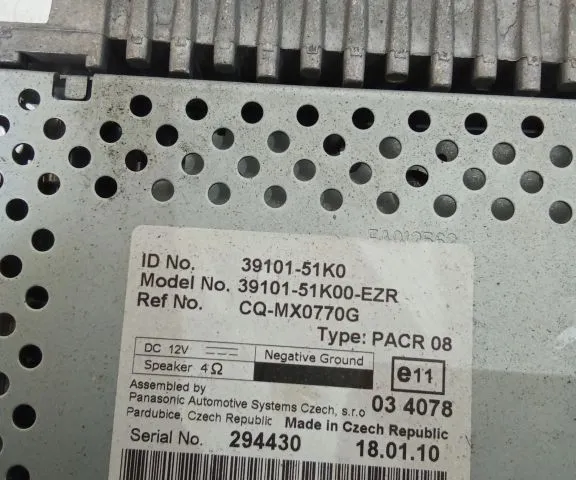 ID No. 39101-51K0
Model No. 39101-51K00-EZR
Ref No. CQ-MX0770G
Type: PACR 08
DC 12V Negative Ground
Speaker 4Ω
e11
Assembled by
Panasonic Automotive Systems Czech, s.r.o 03 4078
Pardubice, Czech Republic Made in Czech Republic
Serial No. 294430 18.01.10